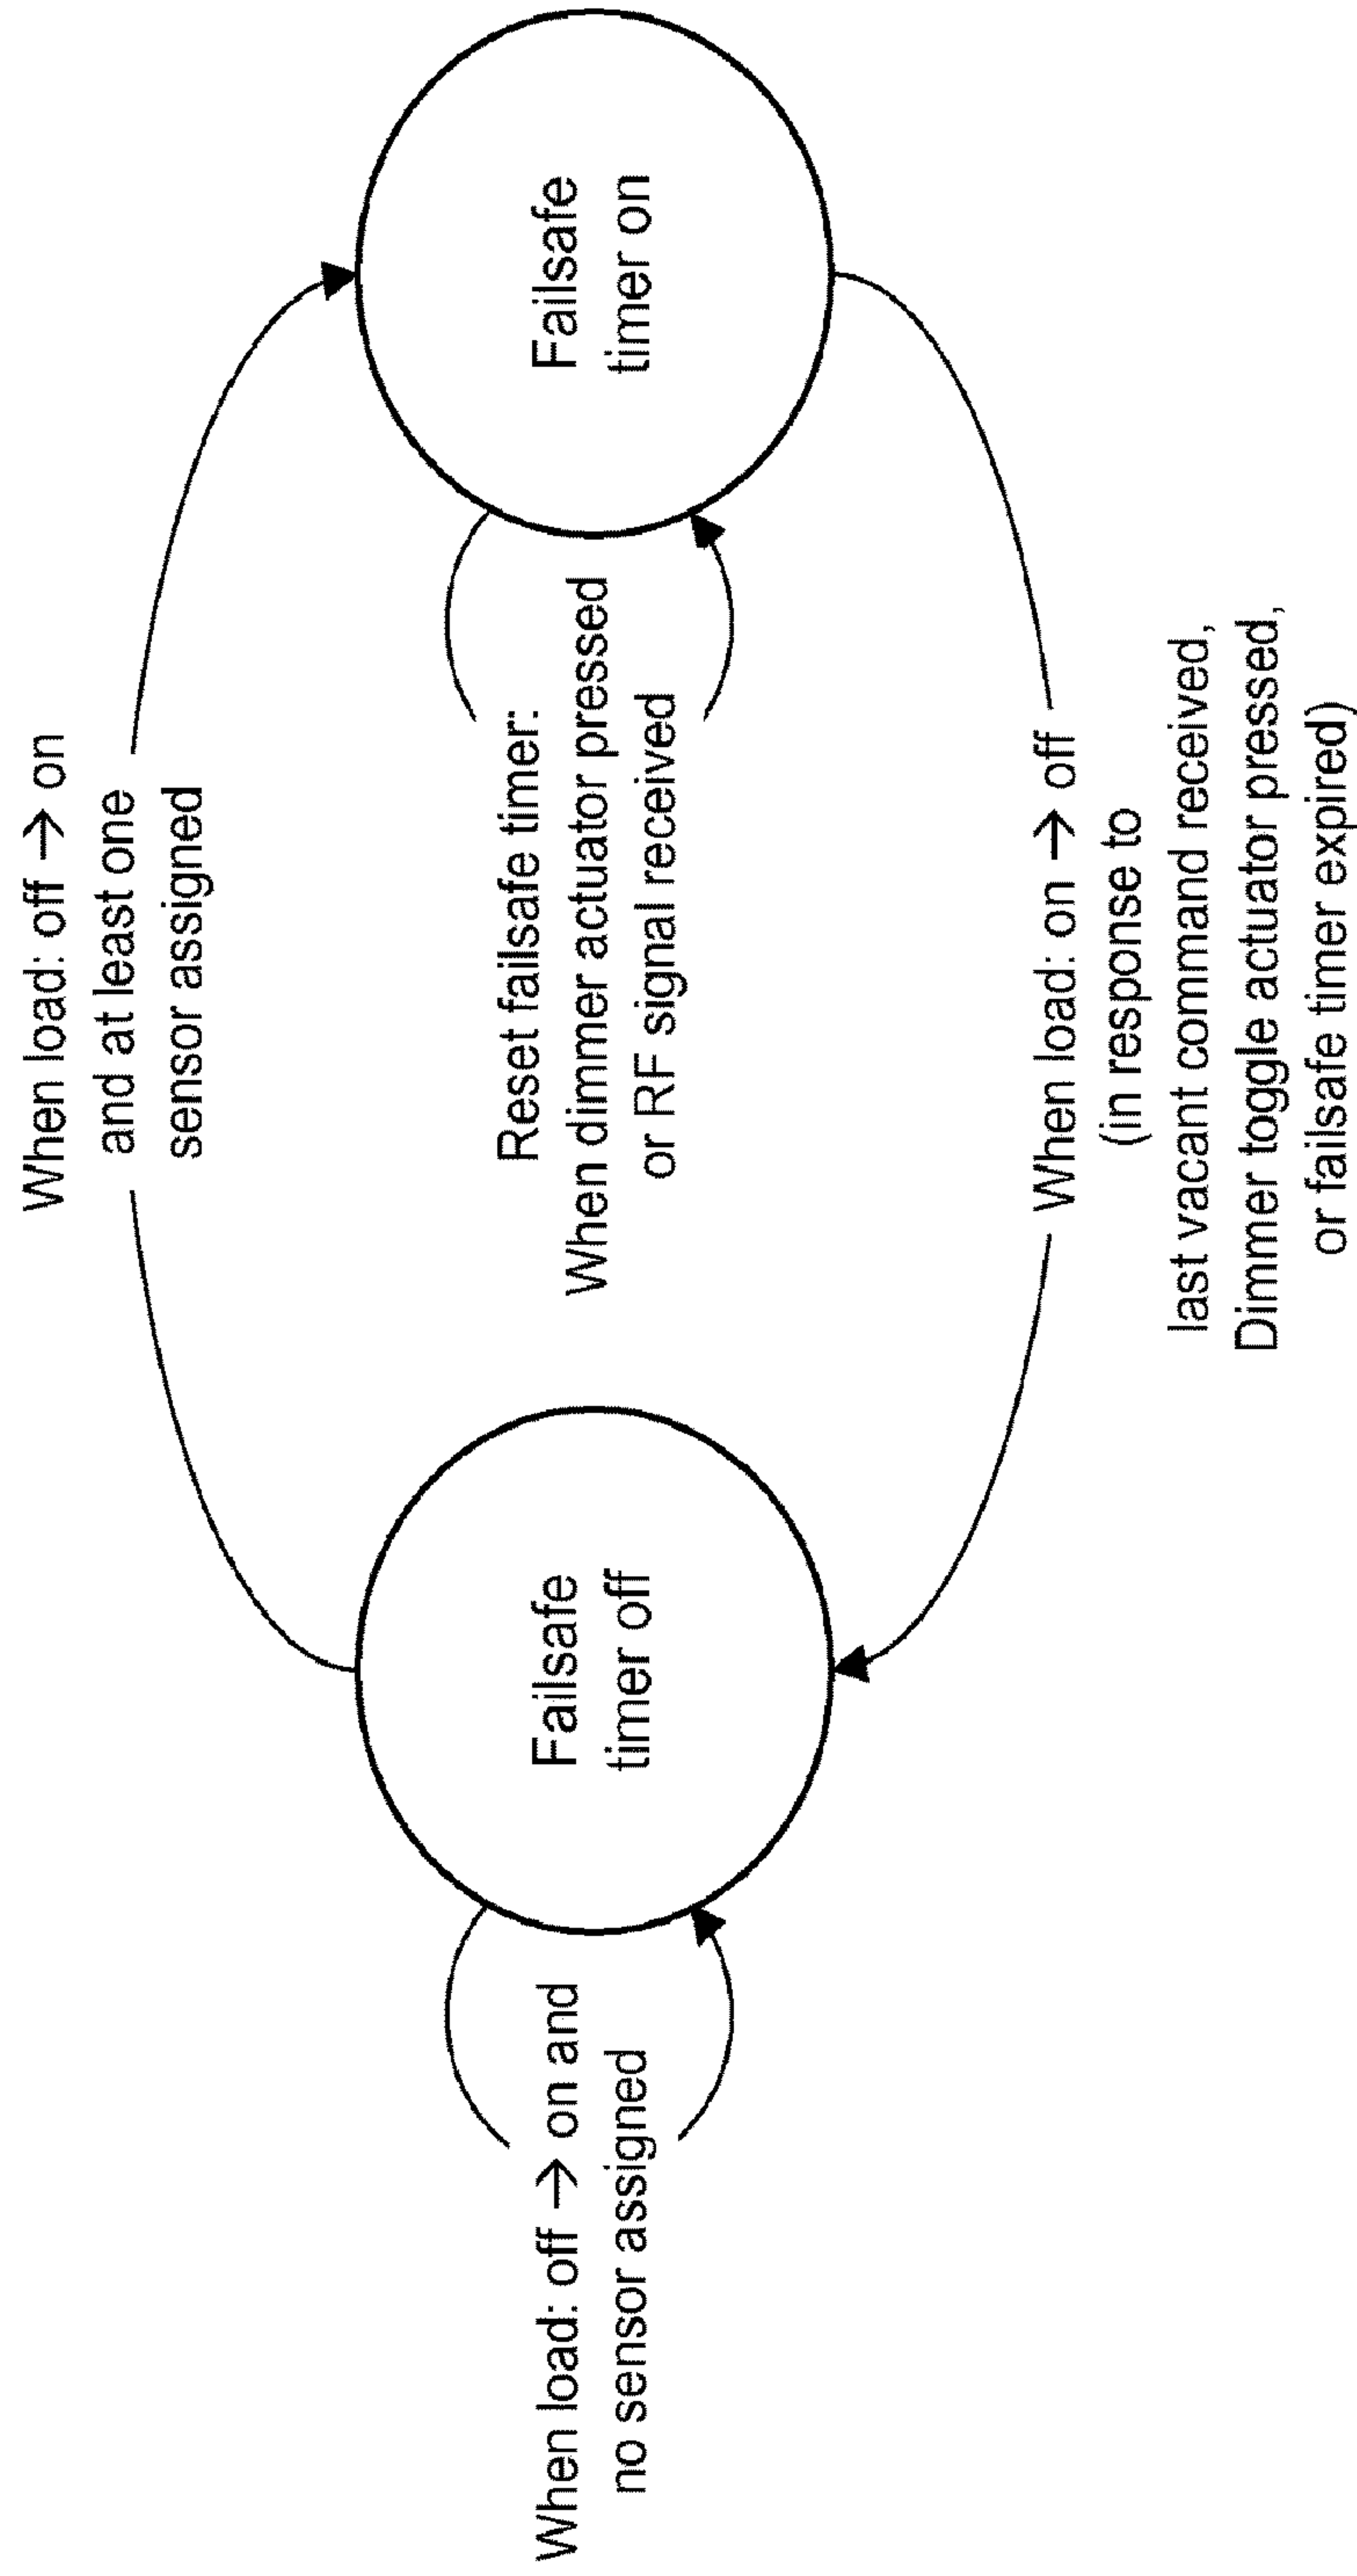 When load: off → on
and at least one
sensor assigned
When load: off → on and
no sensor assigned
Failsafe
timer off
Reset failsafe timer:
When dimmer actuator pressed
or RF signal received
Failsafe
timer on
When load: on → off
(in response to
last vacant command received,
Dimmer toggle actuator pressed,
or failsafe timer expired)